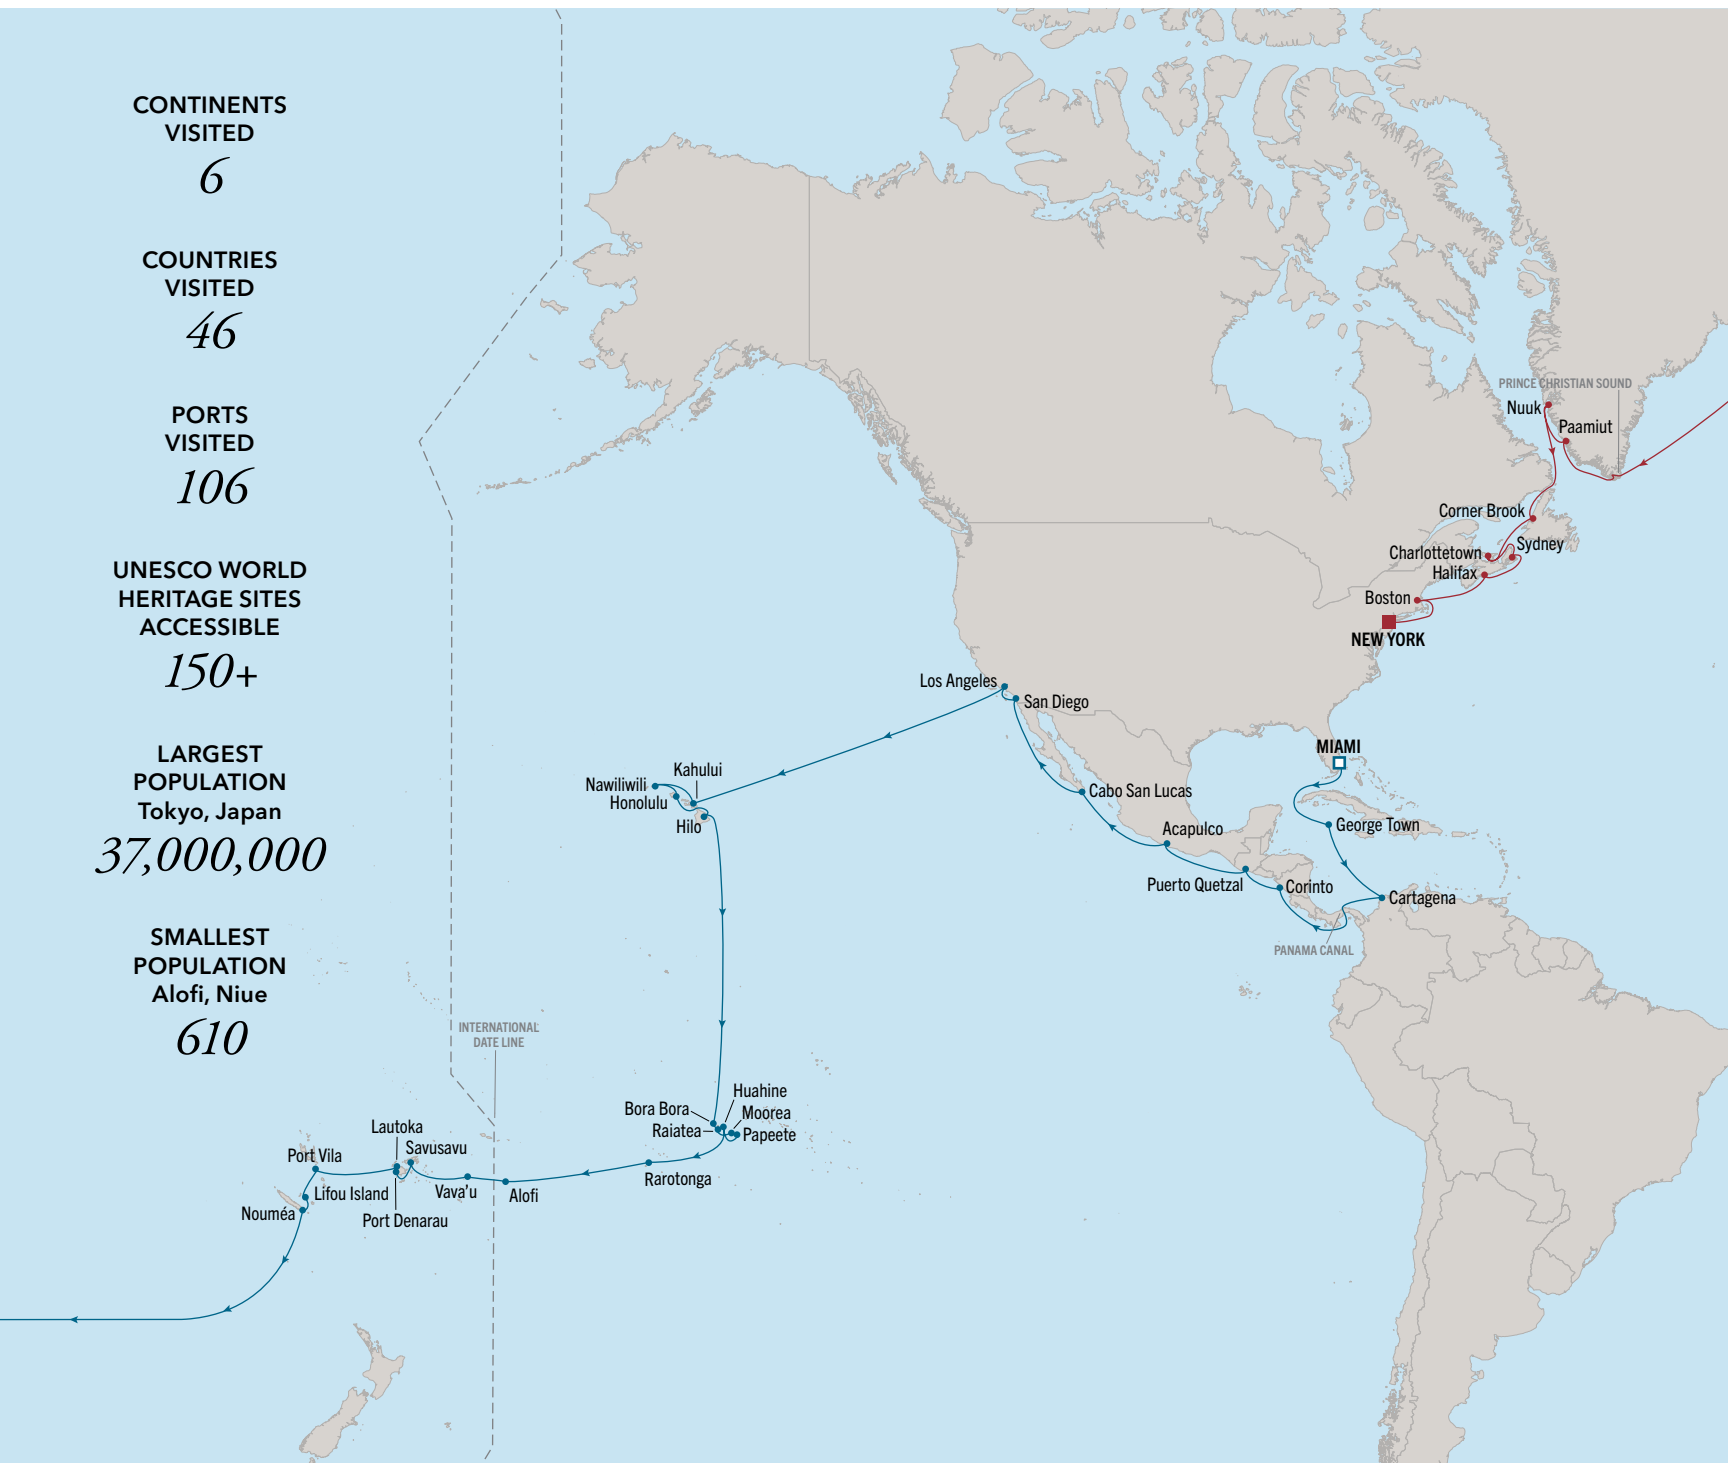 CONTINENTS
VISITED
6
COUNTRIES
VISITED
46
PORTS
VISITED
106
UNESCO WORLD
HERITAGE SITES
ACCESSIBLE
150+
LARGEST
POPULATION
Tokyo, Japan
37,000,000
SMALLEST
POPULATION
Alofi, Niue
610
PRINCE CHRISTIAN SOUND
Nuuk
Paamiut
Corner Brook
Sydney
Charlottetown
Halifax
Boston
NEW YORK
Los Angeles
San Diego
MIAMI
Kahului
Nawiliwili
Honolulu
Hilo
Cabo San Lucas
Acapulco
George Town
Puerto Quetzal
Corinto
Cartagena
PANAMA CANAL
INTERNATIONAL
DATE LINE
Huahine
Bora Bora
Moorea
Raiatea
Papeete
Lautoka
Savusavu
Port Vila
Rarotonga
Vava'u
Alofi
Lifou Island
Nouméa
Port Denarau